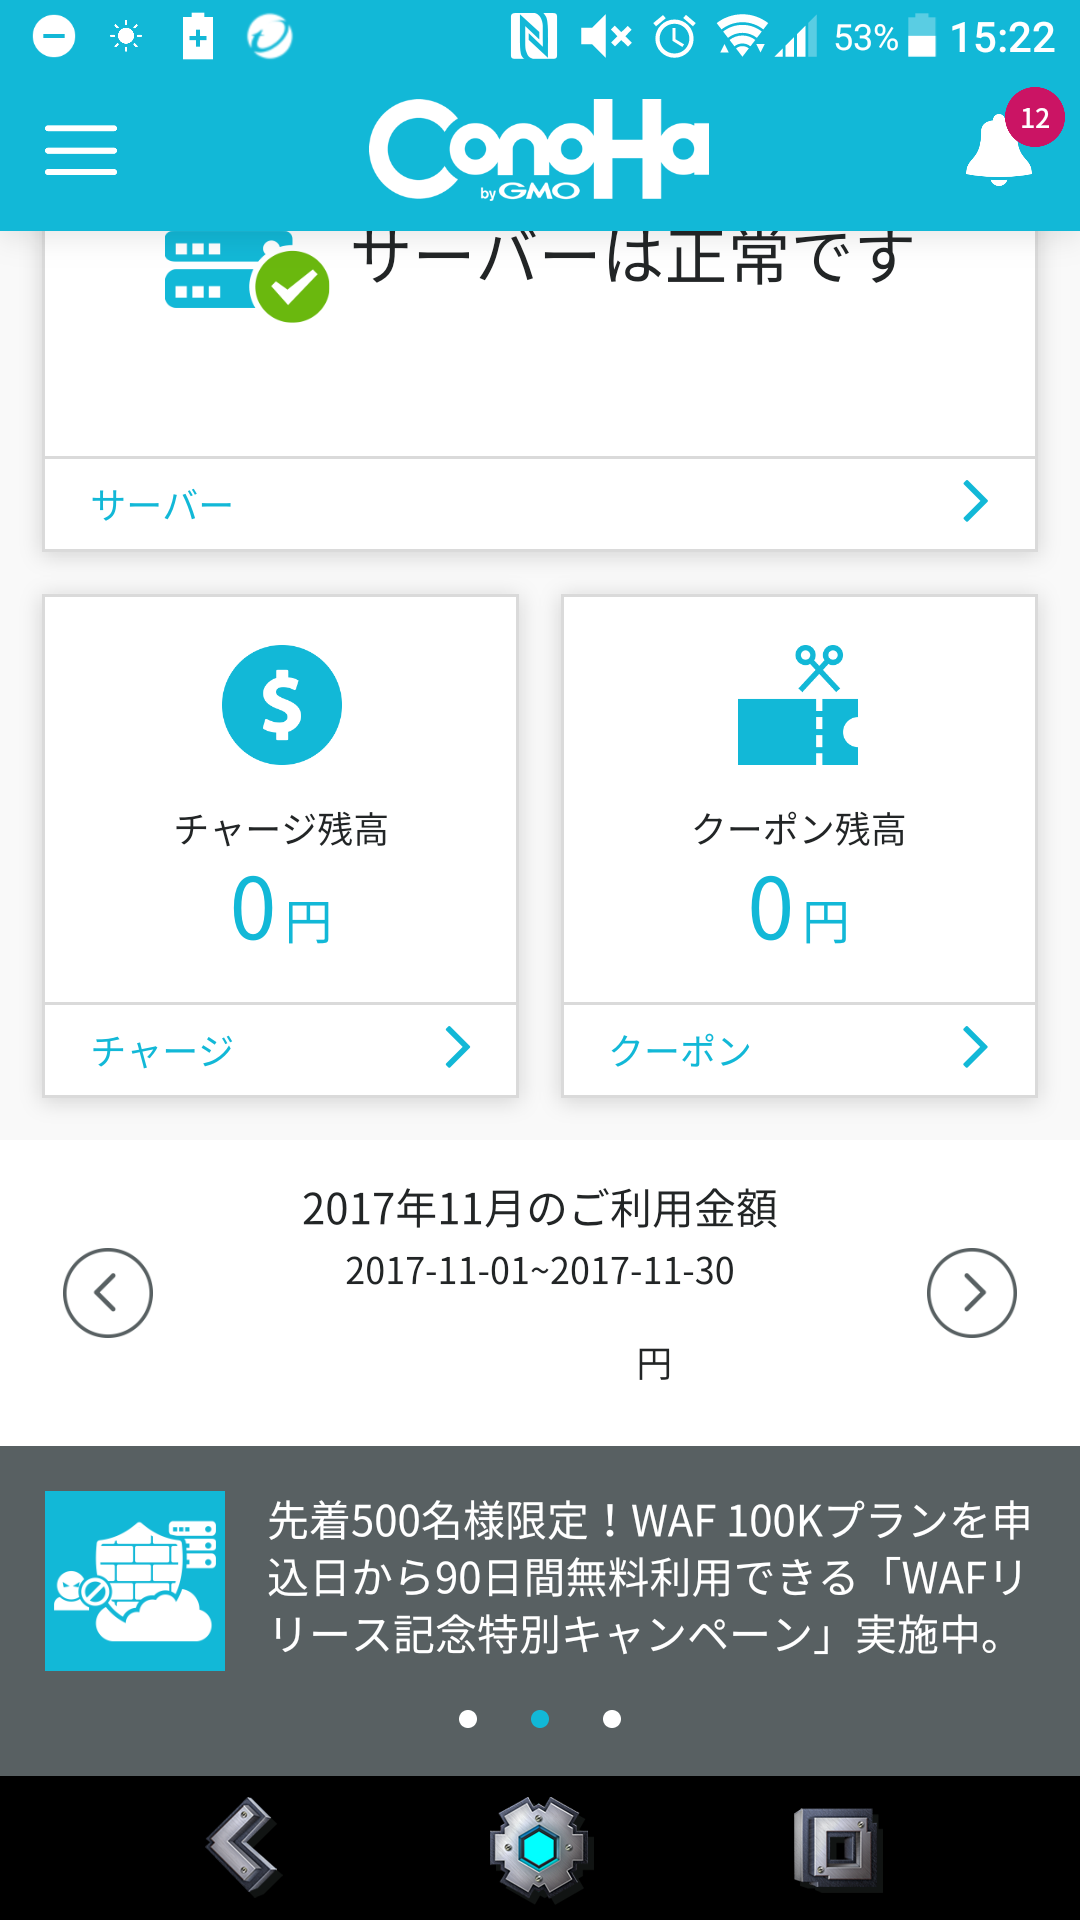 53% 15:22
ConoHa
by GMO
12
サーバーは正常です
サーバー
チャージ残高
0 円
チャージ
クーポン残高
0 円
クーポン
2017年11月のご利用金額
2017-11-01~2017-11-30
円
先着500名様限定！WAF 100Kプランを申
込日から90日間無料利用できる「WAFリ
リース記念特別キャンペーン」実施中。